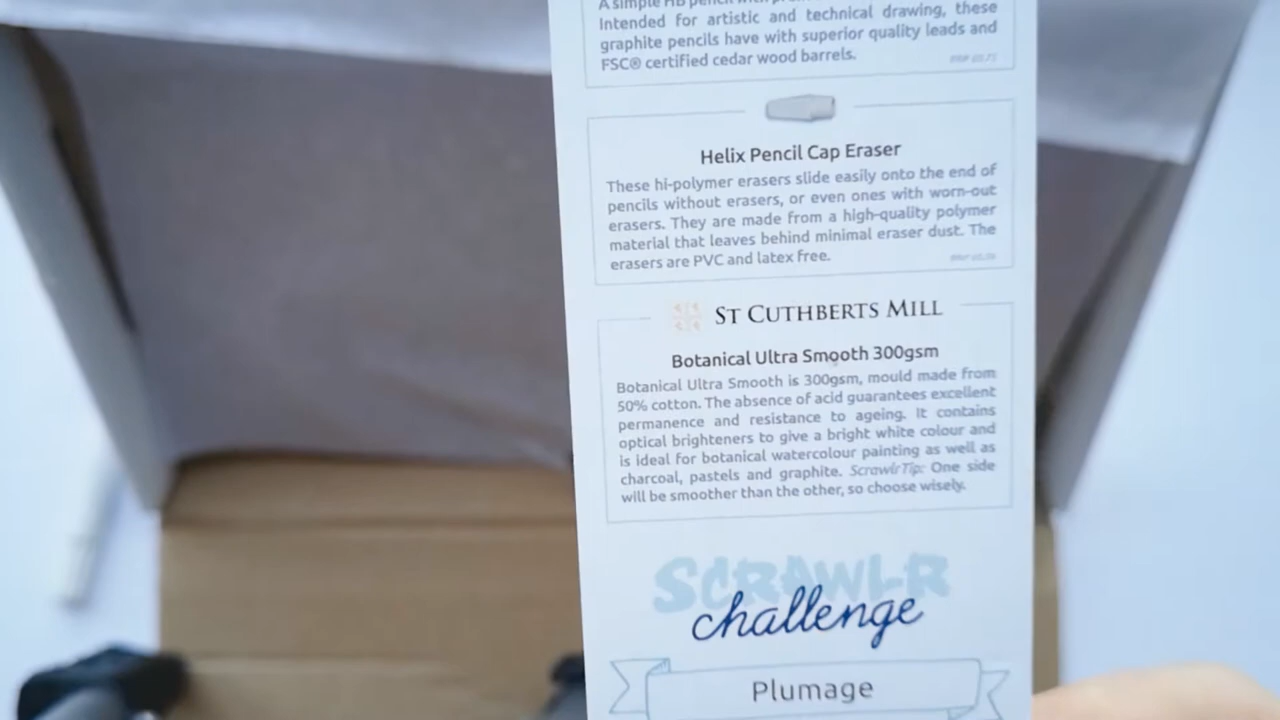 A simple HB pencil with
Intended for artistic and technical drawing, these
graphite pencils have with superior quality leads and
FSC® certified cedar wood barrels.
Helix Pencil Cap Eraser
These hi-polymer erasers slide easily onto the end of
pencils without erasers, or even ones with worn-out
erasers. They are made from a high-quality polymer
material that leaves behind minimal eraser dust. The
erasers are PVC and latex free.
ST CUTHBERTS MILL
Botanical Ultra Smooth 300gsm
Botanical Ultra Smooth is 300gsm, mould made from
50% cotton. The absence of acid guarantees excellent
permanence and resistance to ageing. It contains
optical brighteners to give a bright white colour and
is ideal for botanical watercolour painting as well as
charcoal, pastels and graphite. ScrawlrTip: One side
will be smoother than the other, so choose wisely.
SCRAWLR
challenge
Plumage